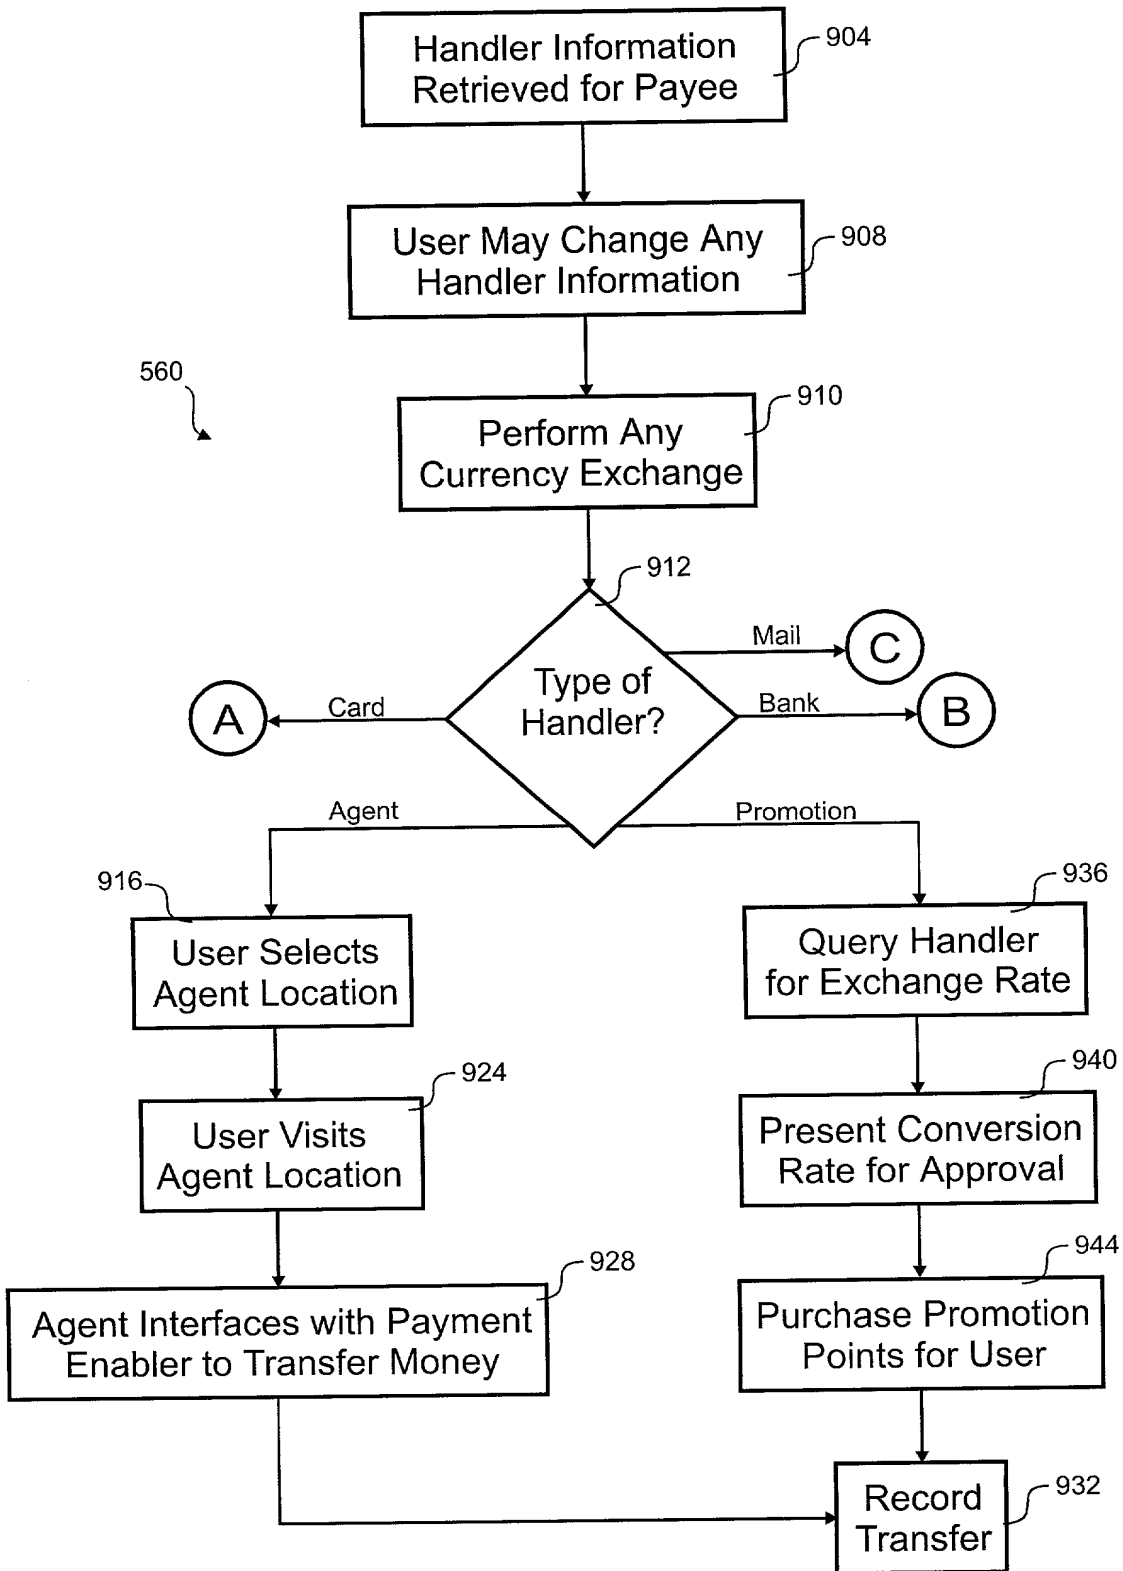 Handler Information
Retrieved for Payee
904
User May Change Any
Handler Information
908
560
Perform Any
Currency Exchange
910
912
Type of
Handler?
Mail
C
Card
A
Bank
B
Agent
Promotion
916
User Selects
Agent Location
936
Query Handler
for Exchange Rate
924
User Visits
Agent Location
940
Present Conversion
Rate for Approval
928
Agent Interfaces with Payment
Enabler to Transfer Money
944
Purchase Promotion
Points for User
932
Record
Transfer